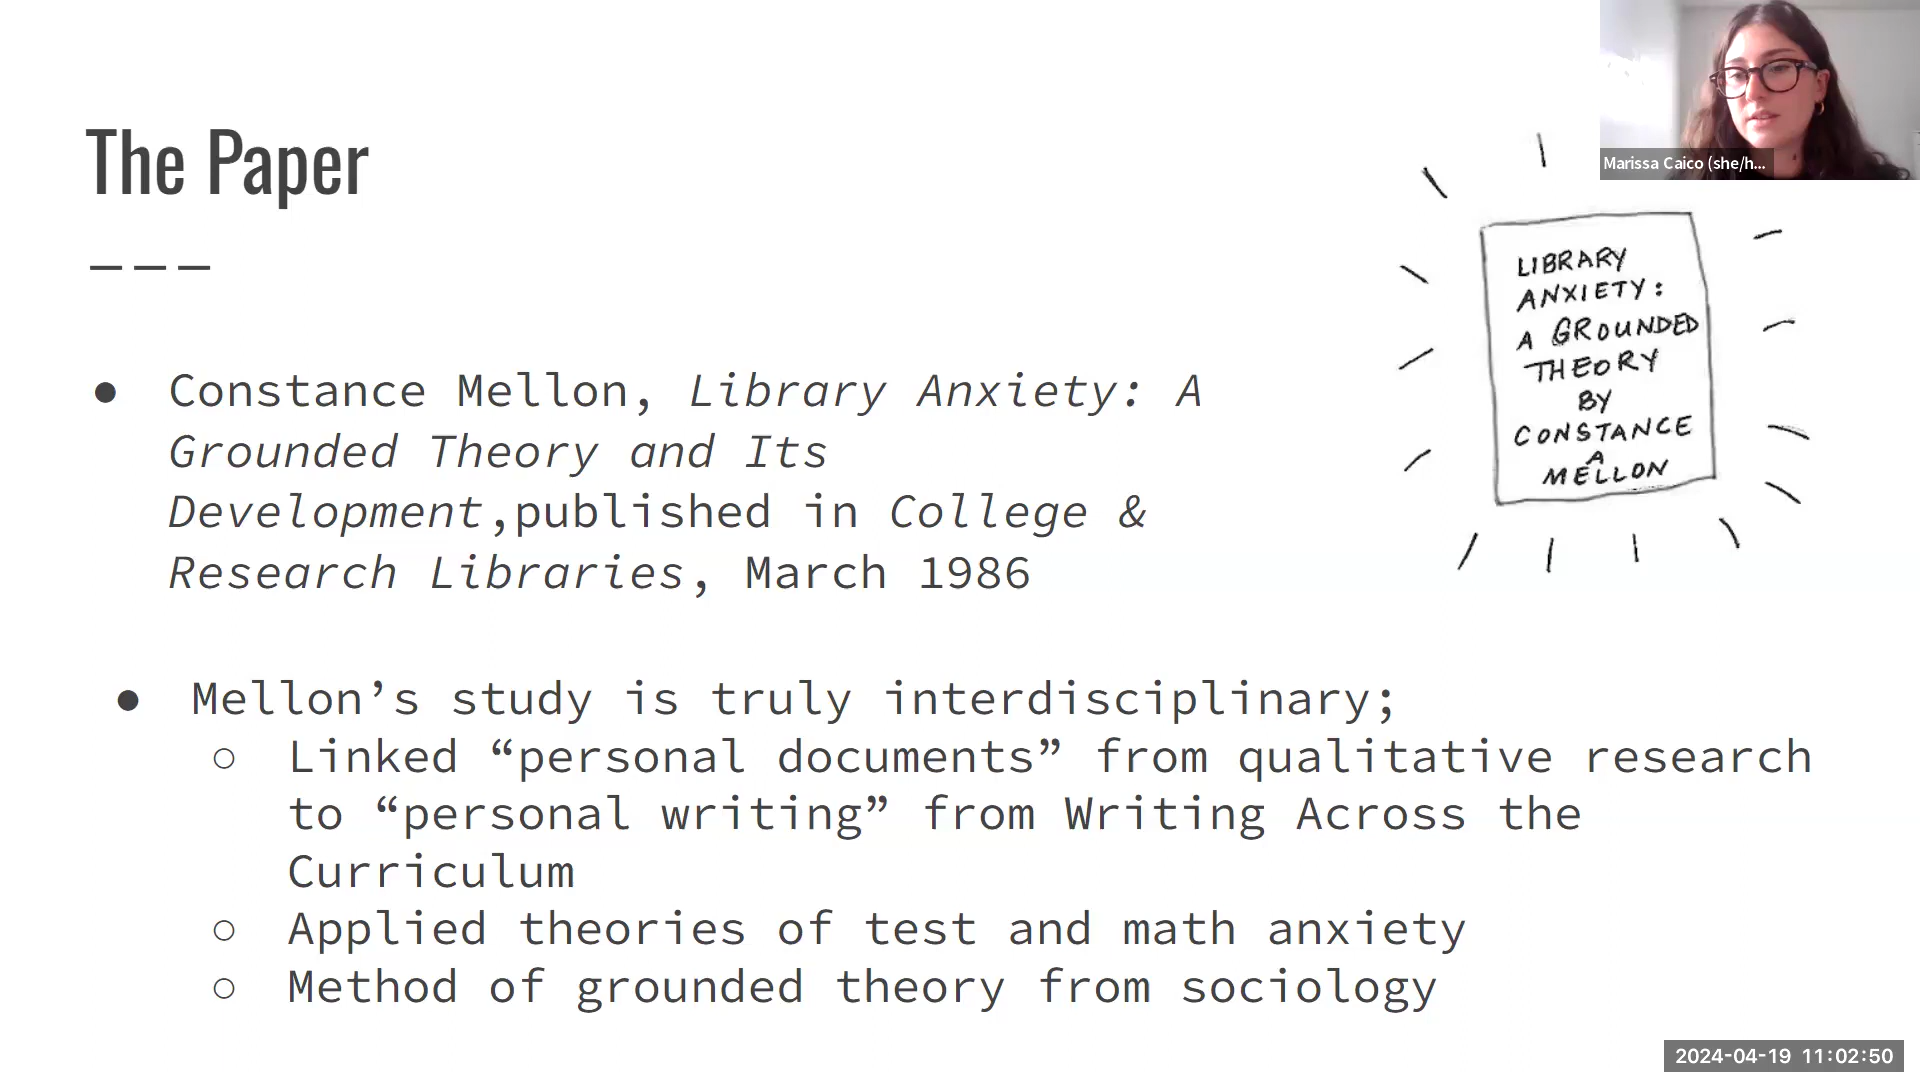 The Paper
Marissa Caico (she/h...
LIBRARY
ANXIETY:
A GROUNDED
THEORY
BY
CONSTANCE
A
MELLON
● Constance Mellon, Library Anxiety: A
Grounded Theory and Its
Development,published in College &
Research Libraries, March 1986
● Mellon’s study is truly interdisciplinary;
○ Linked “personal documents” from qualitative research
to “personal writing” from Writing Across the
Curriculum
○ Applied theories of test and math anxiety
○ Method of grounded theory from sociology
2024-04-19 11:02:50